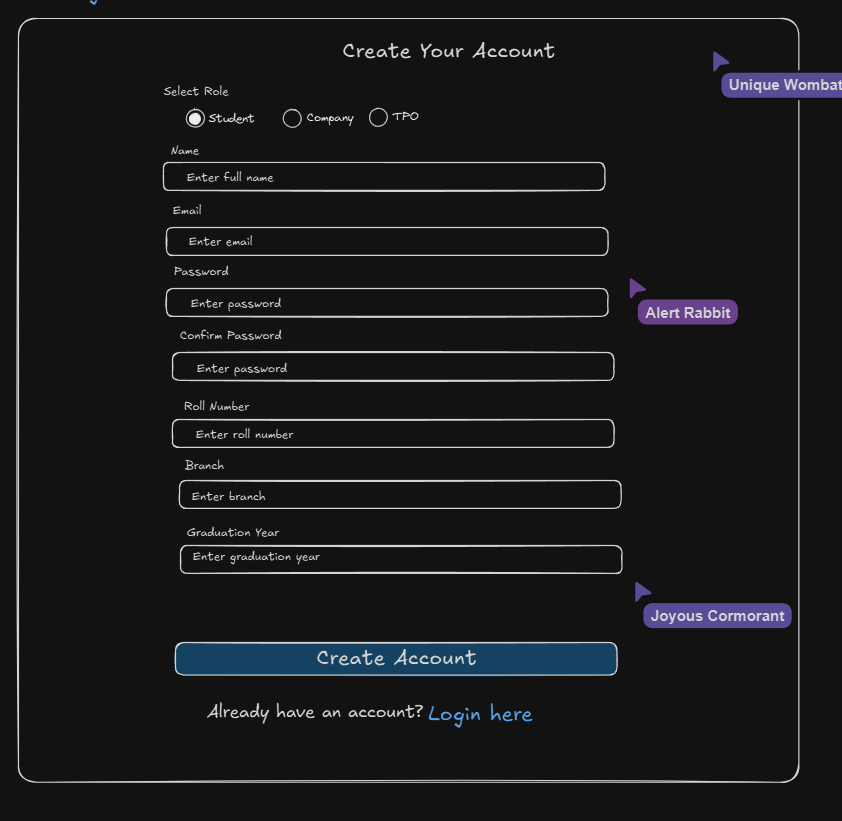 Create Your Account
Unique Wombat
Select Role
Student Company TPO
Name
Enter full name
Email
Enter email
Password
Enter password
Alert Rabbit
Confirm Password
Enter password
Roll Number
Enter roll number
Branch
Enter branch
Graduation Year
Enter graduation year
Joyous Cormorant
Create Account
Already have an account? Login here